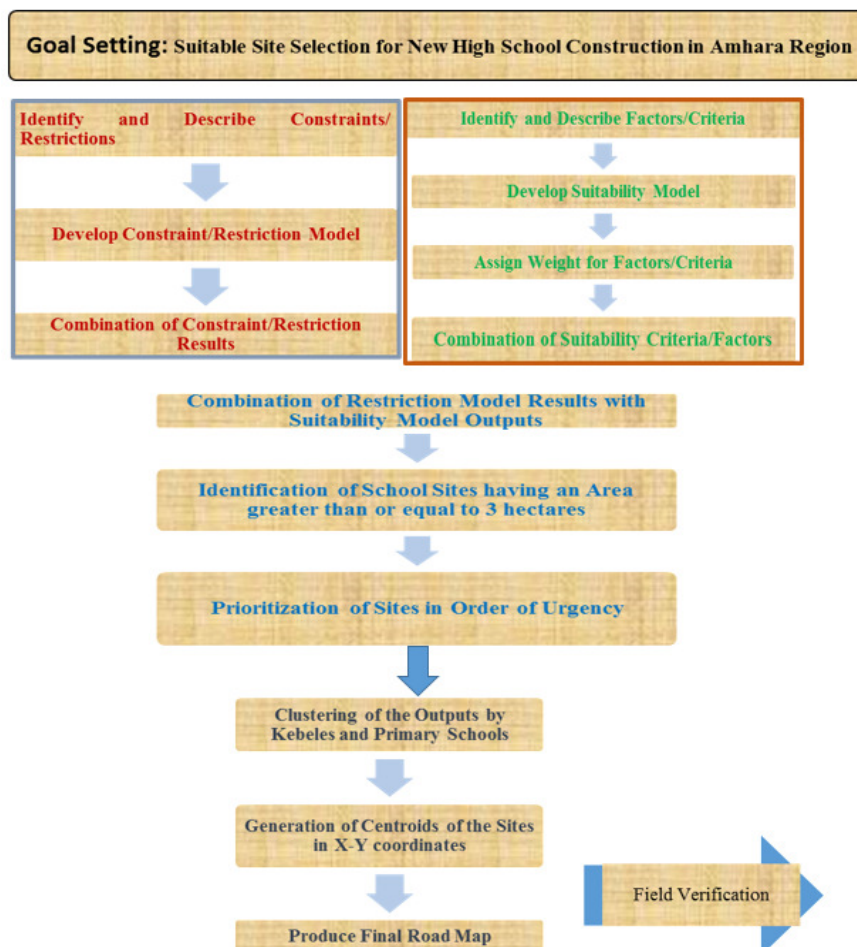 Goal Setting: Suitable Site Selection for New High School Construction in Amhara Region
Identify and Describe Constraints/
Restrictions
Develop Constraint/Restriction Model
Combination of Constraint/Restriction
Results
Identify and Describe Factors/Criteria
Develop Suitability Model
Assign Weight for Factors/Criteria
Combination of Suitability Criteria/Factors
Combination of Restriction Model Results with
Suitability Model Outputs
Identification of School Sites having an Area
greater than or equal to 3 hectares
Prioritization of Sites in Order of Urgency
Clustering of the Outputs by
Kebeles and Primary Schools
Generation of Centroids of the Sites
in X-Y coordinates
Field Verification
Produce Final Road Map